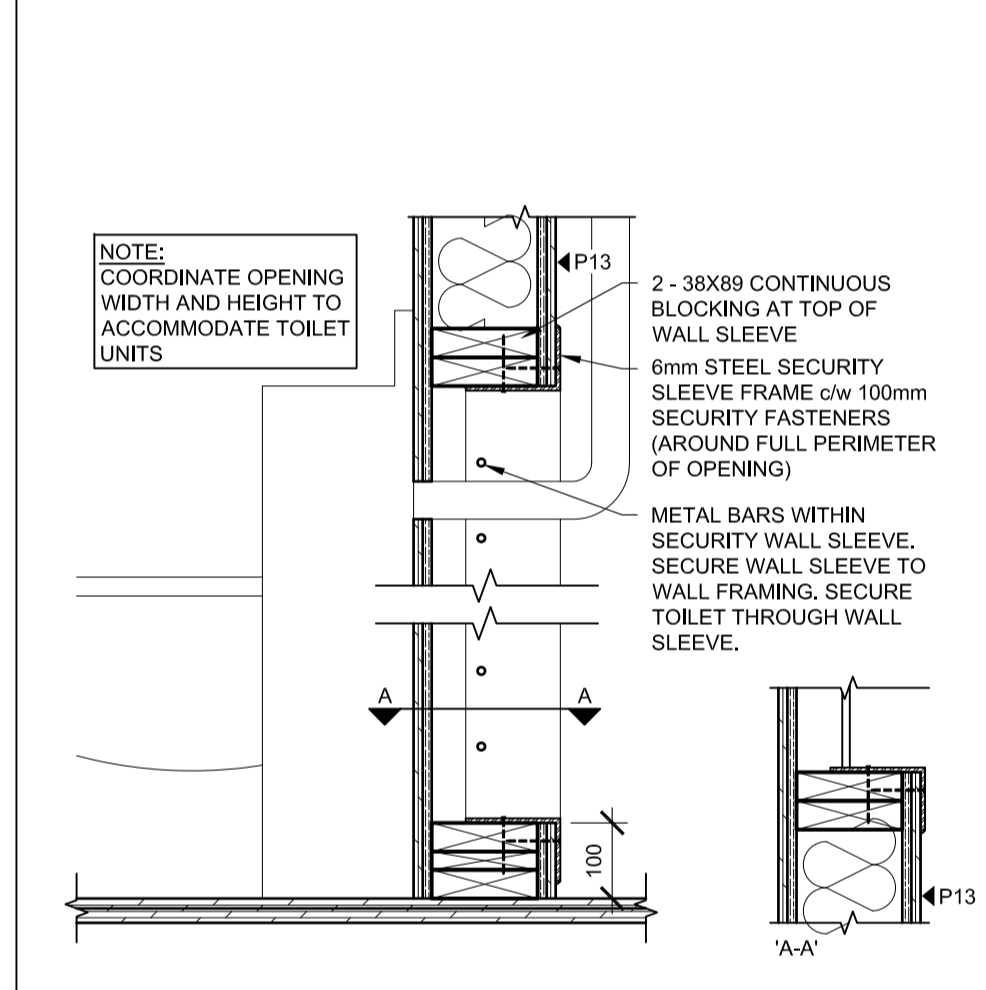 NOTE:
COORDINATE OPENING
WIDTH AND HEIGHT TO
ACCOMMODATE TOILET
UNITS
P13
2 - 38X89 CONTINUOUS
BLOCKING AT TOP OF
WALL SLEEVE
6mm STEEL SECURITY
SLEEVE FRAME c/w 100mm
SECURITY FASTENERS
(AROUND FULL PERIMETER
OF OPENING)
METAL BARS WITHIN
SECURITY WALL SLEEVE.
SECURE WALL SLEEVE TO
WALL FRAMING. SECURE
TOILET THROUGH WALL
SLEEVE.
A
A
100
P13
'A-A'